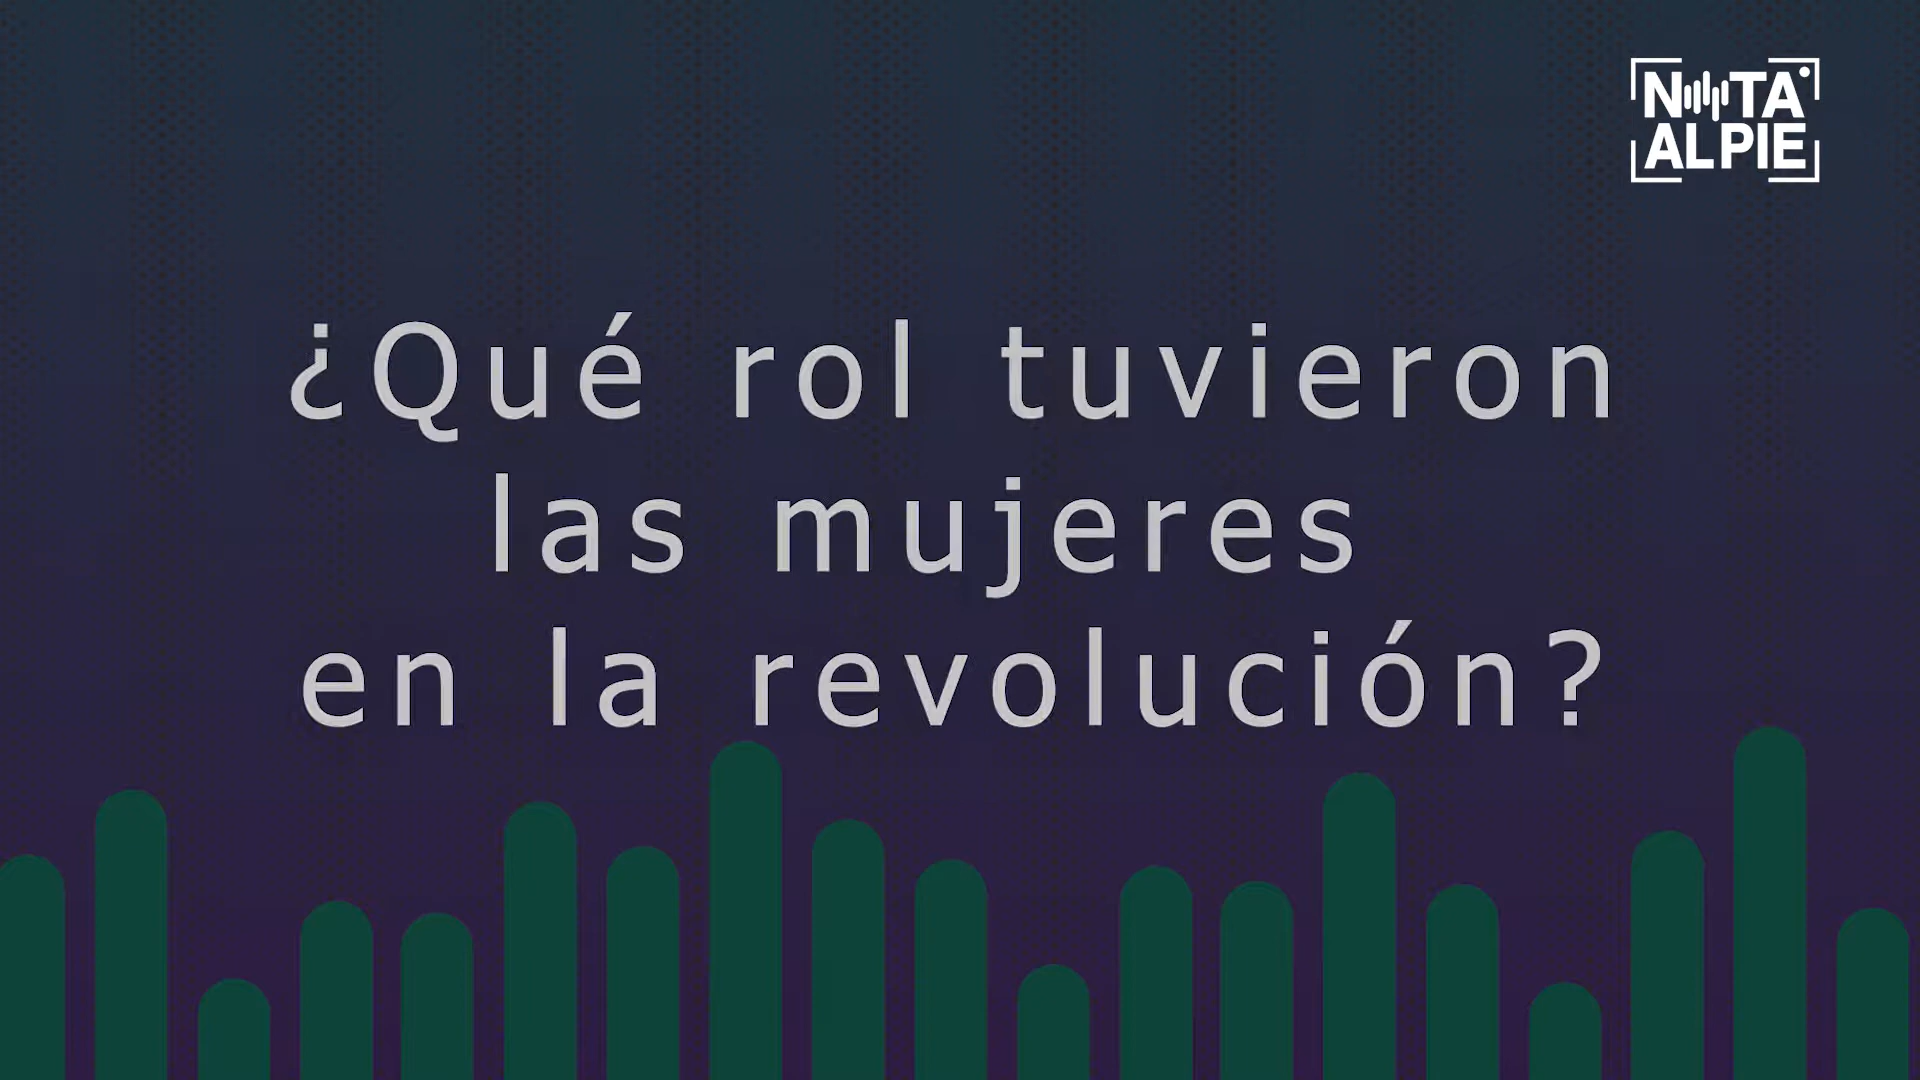 NOTA
ALPIE
¿Qué rol tuvieron
las mujeres
en la revolución?